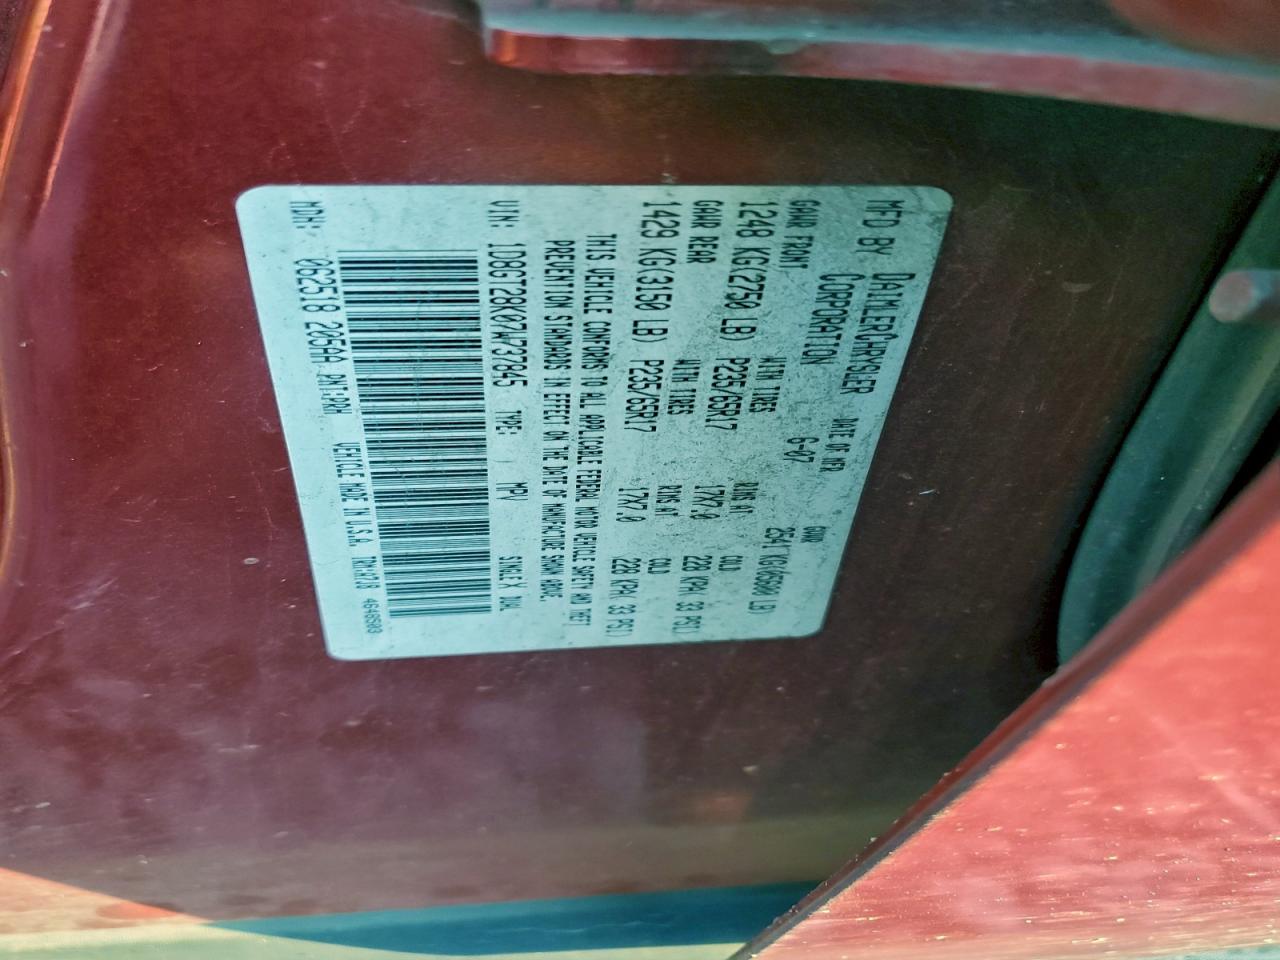 MFD BY DAIMLERCHRYSLER CORPORATION DATE OF MFR 6-07 GVWR 2541 KG(05600 LB)
GAWR FRONT WITH TIRES RIMS AT COLD
1248 KG(2750 LB) P235/65R17 17X7.0 228 KPA( 33 PSI)
GAWR REAR WITH TIRES RIMS AT COLD
1429 KG(3150 LB) P235/65R17 17X7.0 228 KPA( 33 PSI)
THIS VEHICLE CONFORMS TO ALL APPLICABLE FEDERAL MOTOR VEHICLE SAFETY AND THEFT
PREVENTION STANDARDS IN EFFECT ON THE DATE OF MANUFACTURE SHOWN ABOVE.
VIN: 1D8GT28K07W737845 TYPE: MPV SINGLE X DUAL
MDH: 062518 2056AA VEHICLE MADE IN U.S.A. 4648503